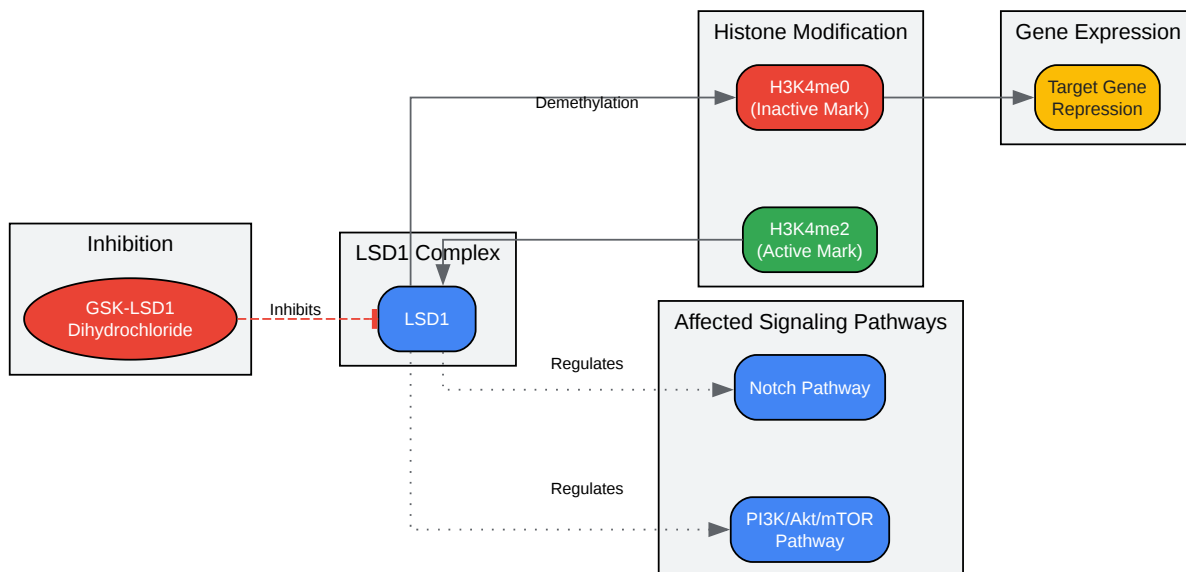 Histone Modification
Gene Expression
H3K4me0
(Inactive Mark)
Target Gene
Repression
Demethylation
Inhibition
LSD1 Complex
H3K4me2
(Active Mark)
GSK-LSD1
Dihydrochloride
Inhibits
LSD1
Affected Signaling Pathways
Regulates
Notch Pathway
Regulates
PI3K/Akt/mTOR
Pathway